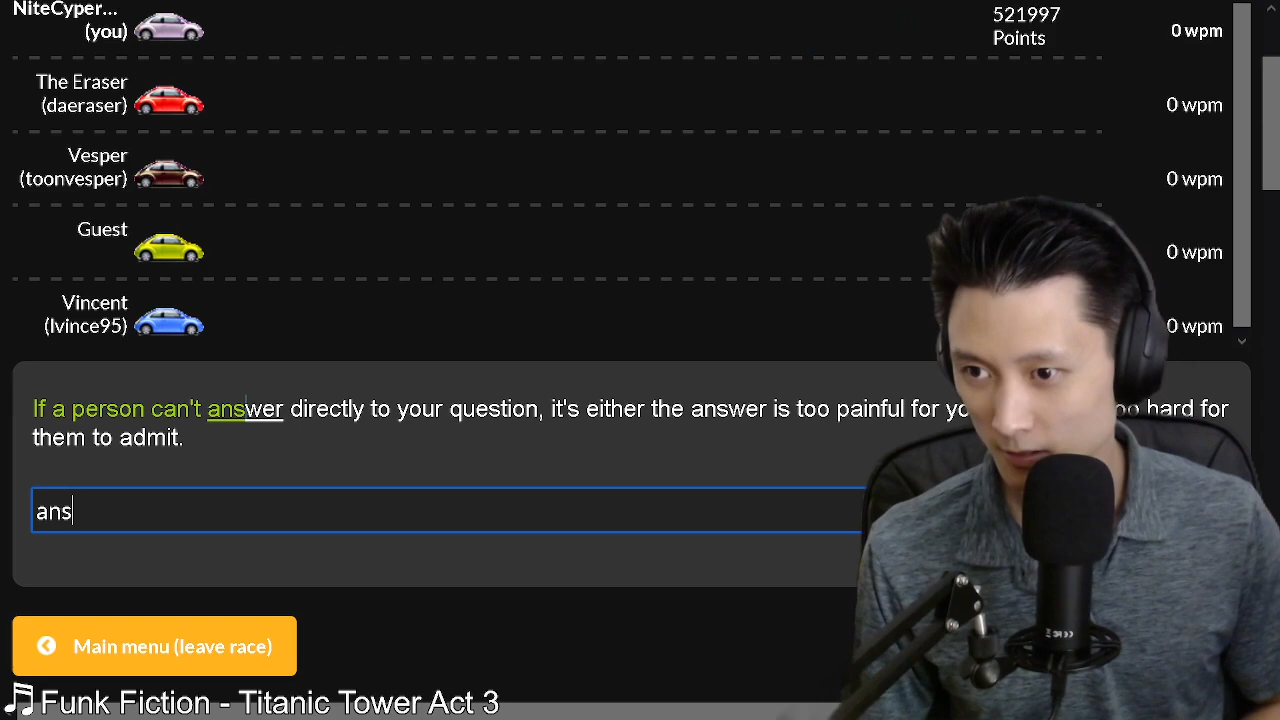 NiteCyper...
(you)
521997
Points
0 wpm
The Eraser
(daeraser)
0 wpm
Vesper
(toonvesper)
0 wpm
Guest
0 wpm
Vincent
(lvince95)
0 wpm
If a person can't answer directly to your question, it's either the answer is too painful for hard for
them to admit.
ans
Main menu (leave race)
Funk Fiction - Titanic Tower Act 3